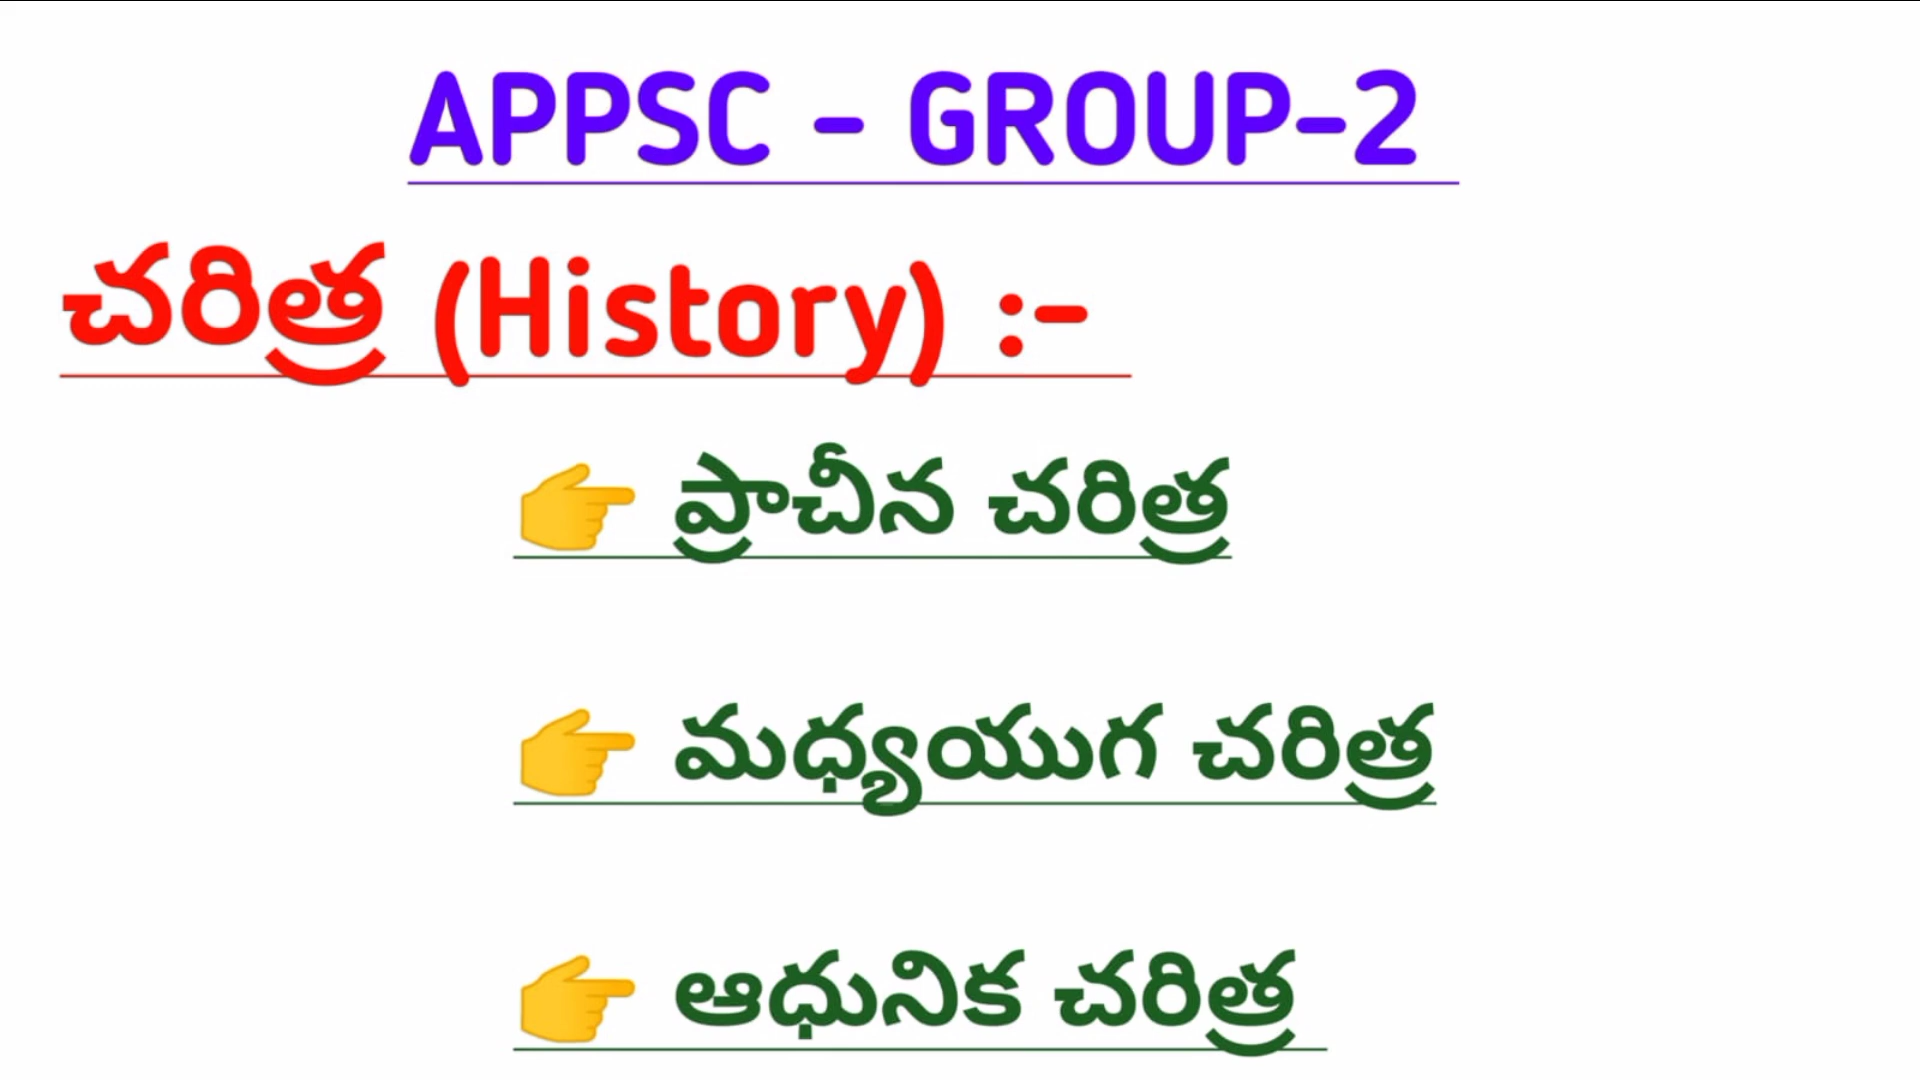 APPSC - GROUP-2
చరిత్ర (History) :-
👉 ప్రాచీన చరిత్ర
👉 మధ్యయుగ చరిత్ర
👉 ఆధునిక చరిత్ర